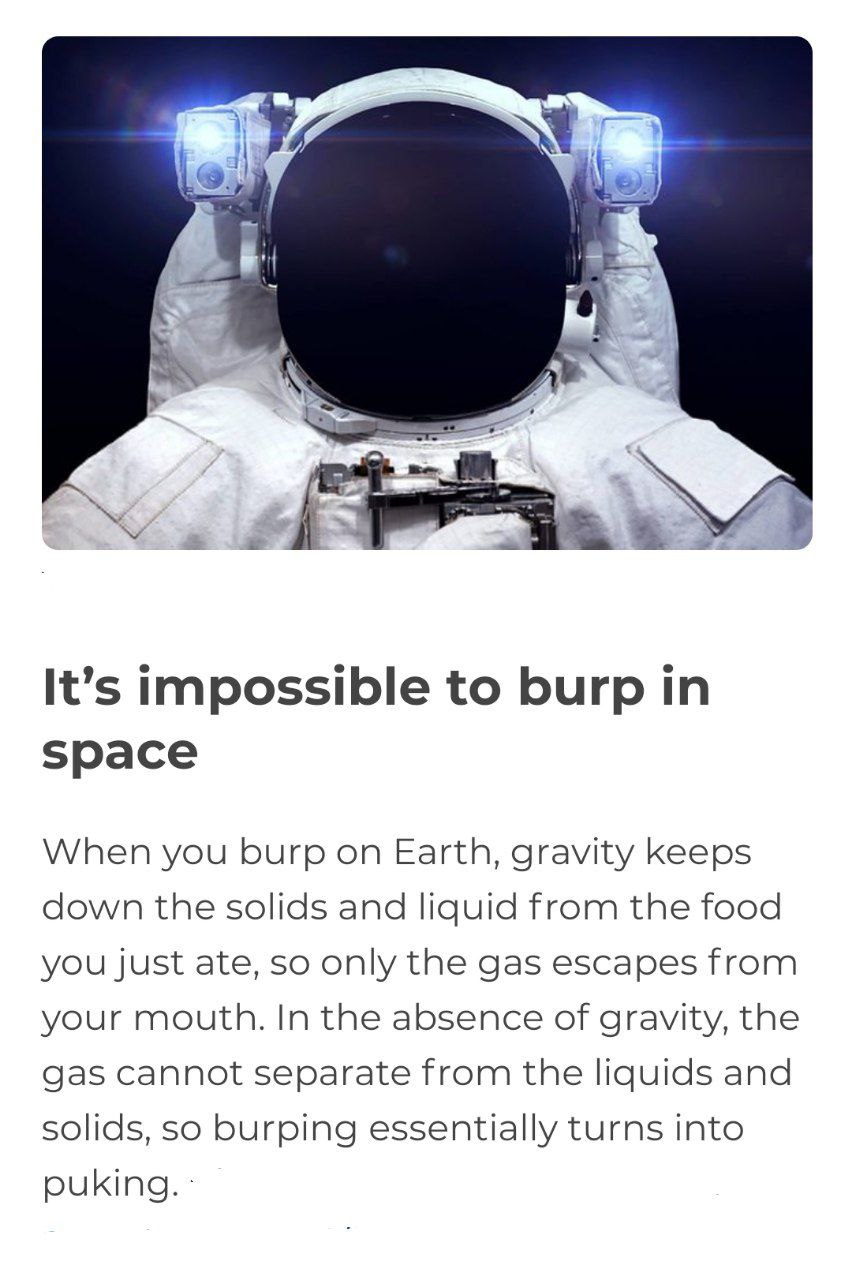 It’s impossible to burp in
space
When you burp on Earth, gravity keeps
down the solids and liquid from the food
you just ate, so only the gas escapes from
your mouth. In the absence of gravity, the
gas cannot separate from the liquids and
solids, so burping essentially turns into
puking.